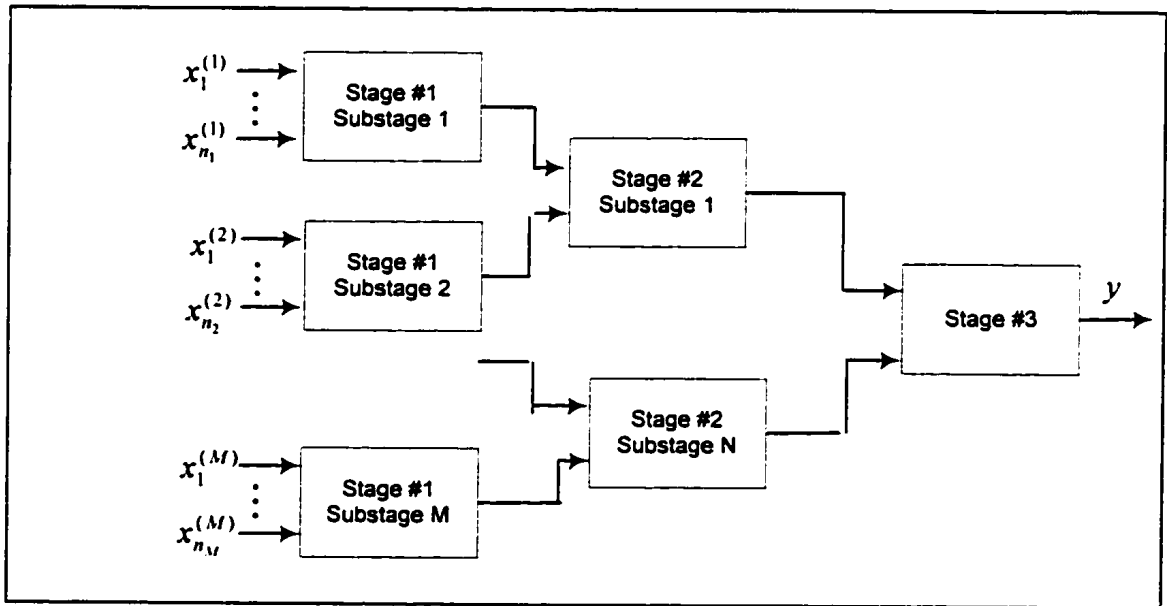 x_1^{(1)}
x_{n_1}^{(1)}
Stage #1
Substage 1
x_1^{(2)}
x_{n_2}^{(2)}
Stage #1
Substage 2
x_1^{(M)}
x_{n_M}^{(M)}
Stage #1
Substage M
Stage #2
Substage 1
Stage #2
Substage N
Stage #3
y